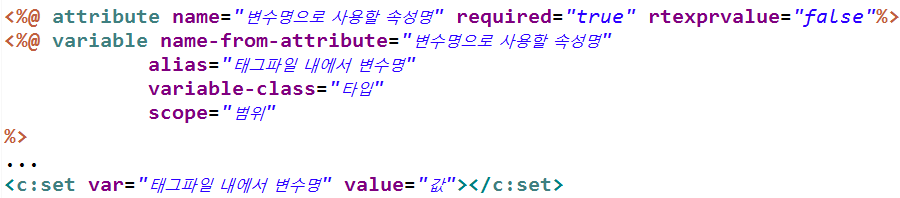 <%@ attribute name="변수명으로 사용할 속성명" required="true" rtexprvalue="false"%>
<%@ variable name-from-attribute="변수명으로 사용할 속성명"
alias="태그파일 내에서 변수명"
variable-class="타입"
scope="범위"
%>
...
<c:set var="태그파일 내에서 변수명" value="값"></c:set>